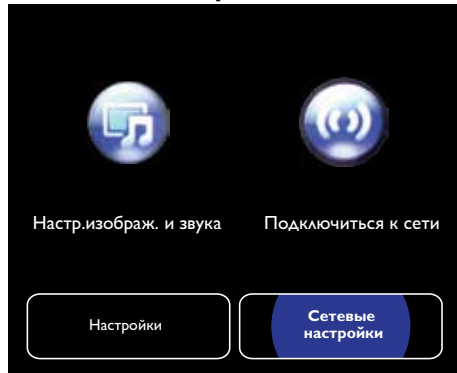 Настр.изображ. и звука
Подключиться к сети
Настройки
Сетевые
настройки